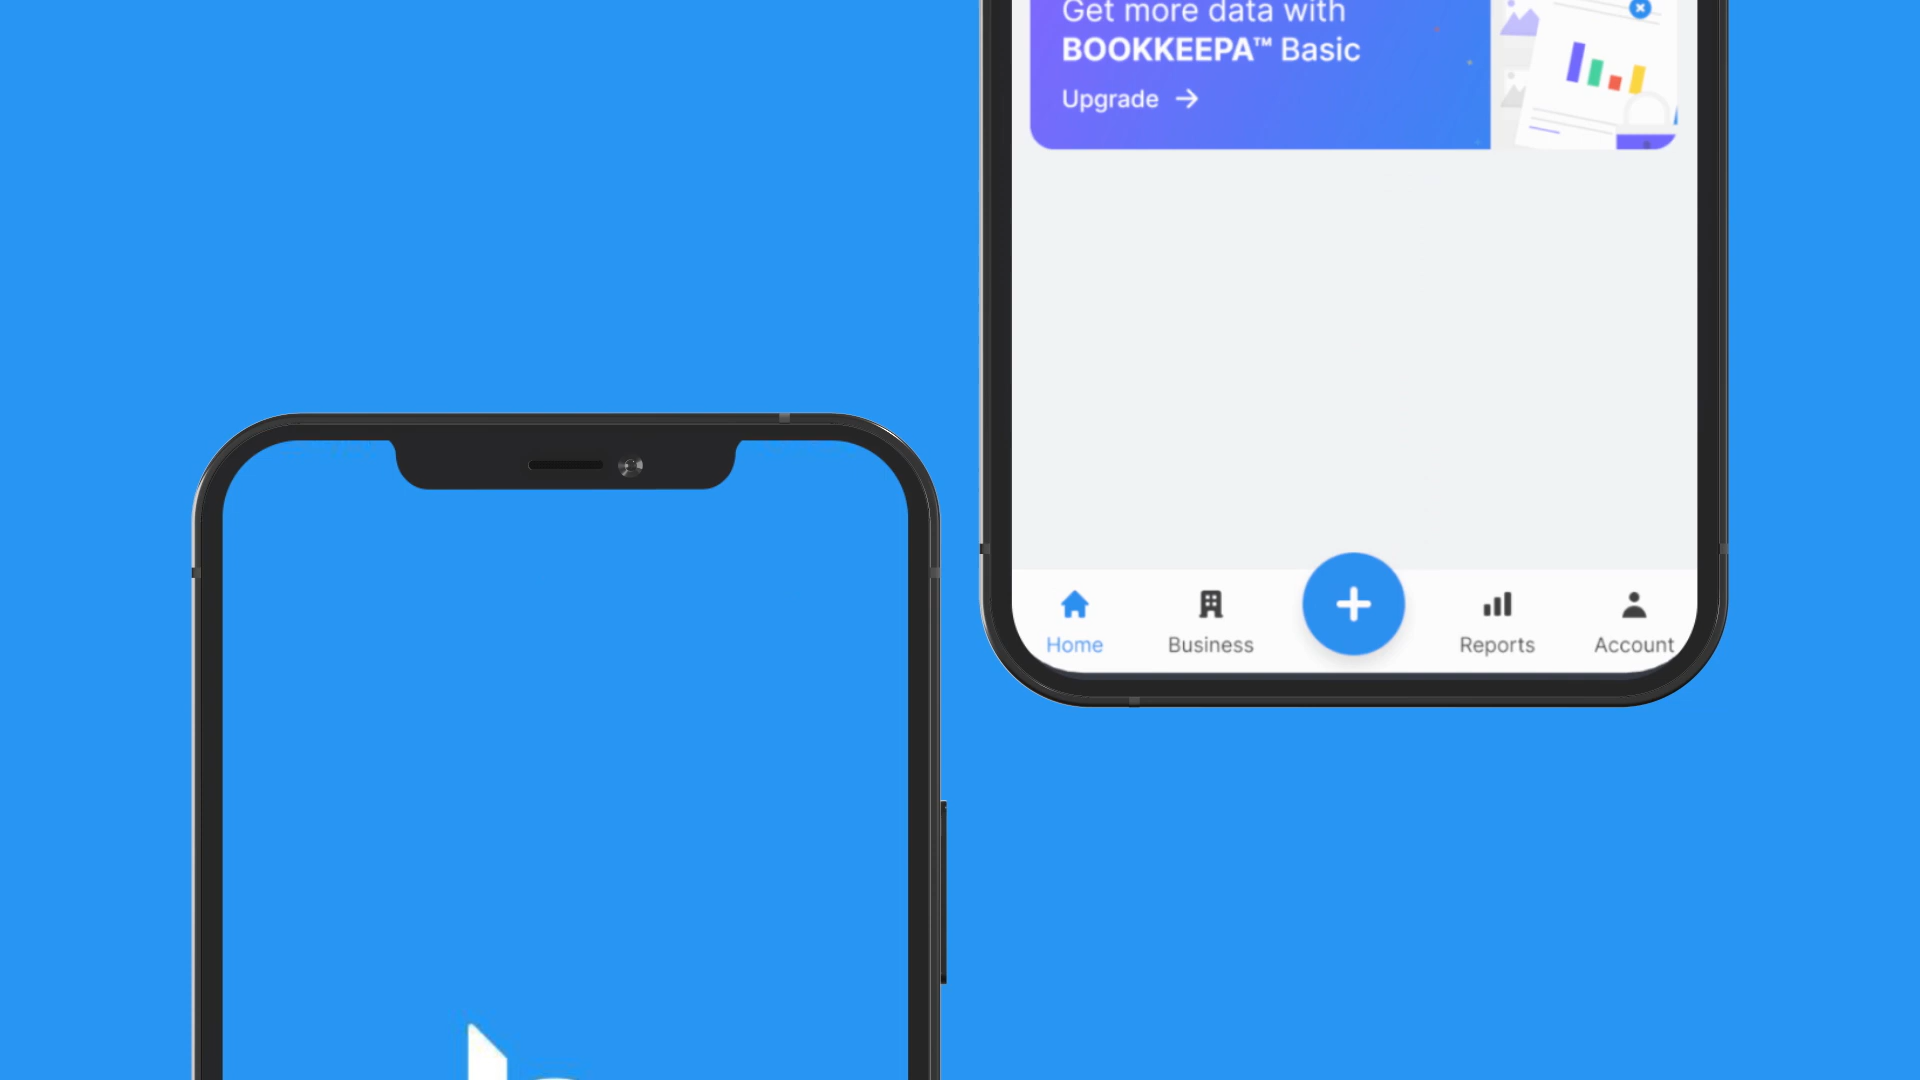 Get more data with
BOOKKEEPA™ Basic
Upgrade →
Home
Business
Reports
Account